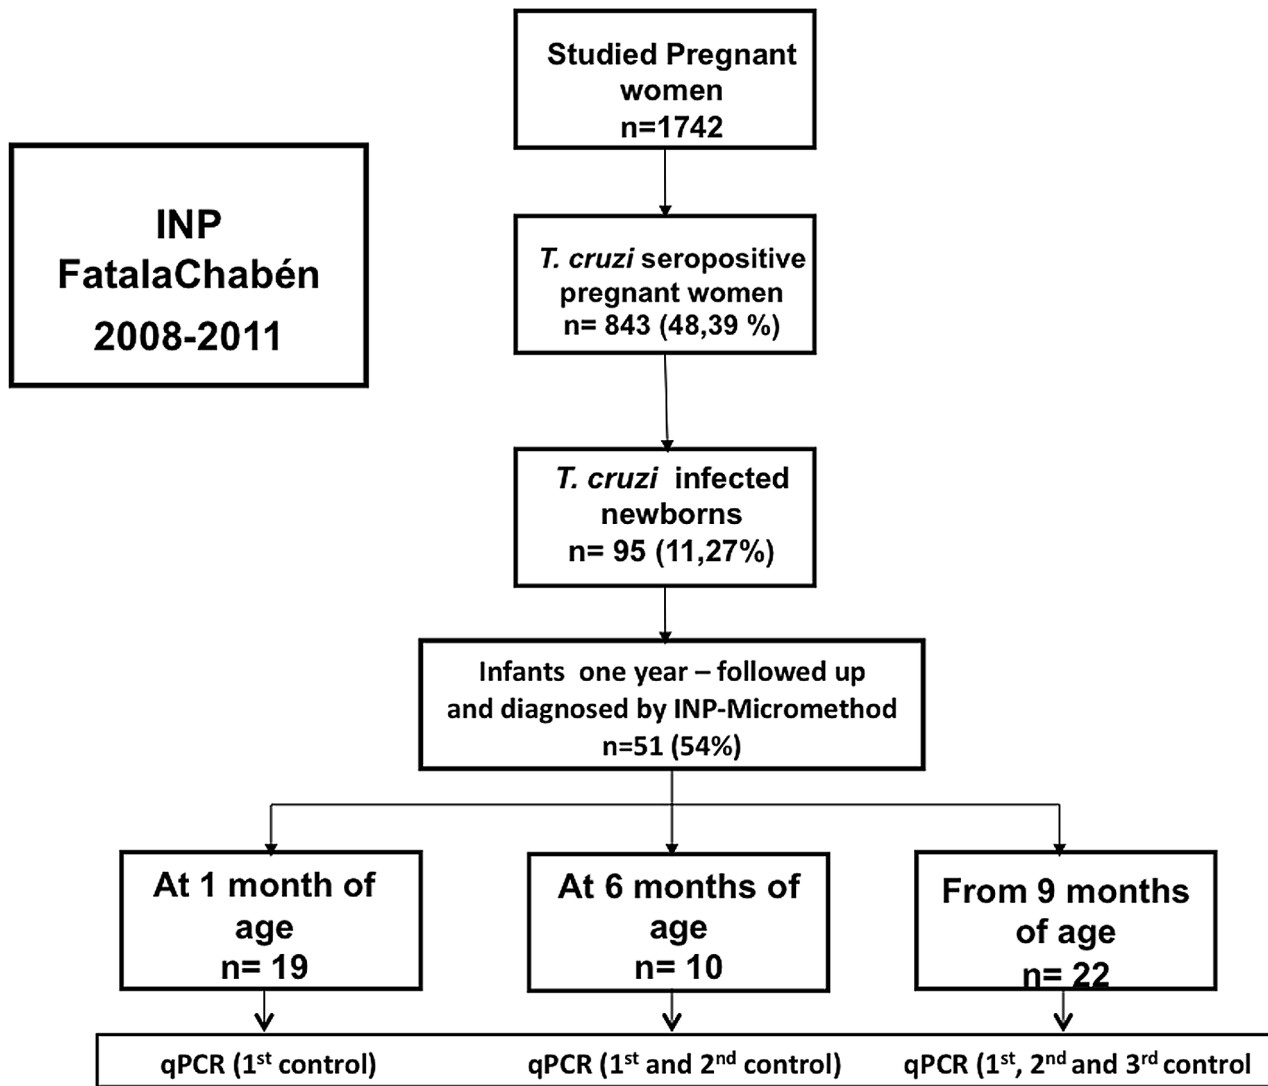 Studied Pregnant
women
n=1742
INP
FatalaChabén
2008-2011
T. cruzi seropositive
pregnant women
n= 843 (48,39 %)
T. cruzi infected
newborns
n= 95 (11,27%)
Infants one year – followed up
and diagnosed by INP-Micromethod
n=51 (54%)
At 1 month of
age
n= 19
At 6 months of
age
n= 10
From 9 months
of age
n= 22
qPCR (1st control)
qPCR (1st and 2nd control)
qPCR (1st, 2nd and 3rd control